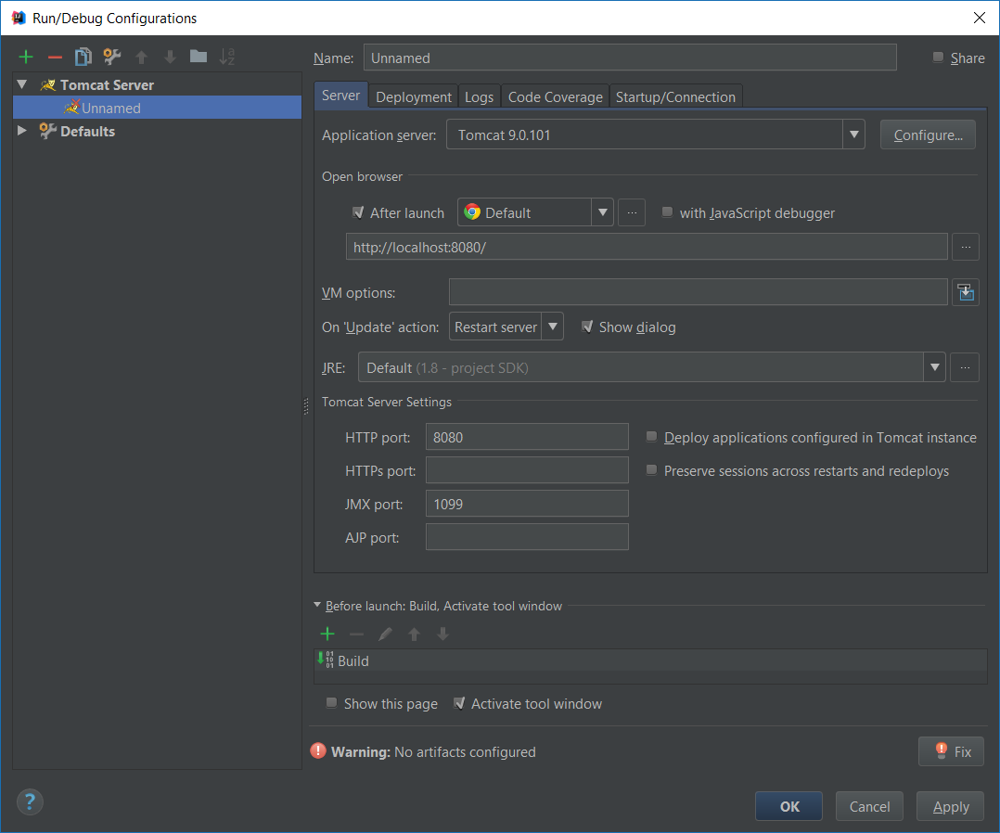 Run/Debug Configurations
Name: Unnamed Share
Tomcat Server
Unnamed
Defaults
Server Deployment Logs Code Coverage Startup/Connection
Application server: Tomcat 9.0.101 Configure...
Open browser
After launch Default ... with JavaScript debugger
http://localhost:8080/ ...
VM options:
On 'Update' action: Restart server Show dialog
JRE: Default (1.8 - project SDK) ...
Tomcat Server Settings
HTTP port: 8080 Deploy applications configured in Tomcat instance
HTTPs port: Preserve sessions across restarts and redeploys
JMX port: 1099
AJP port:
Before launch: Build, Activate tool window
Build
Show this page Activate tool window
Warning: No artifacts configured Fix
? OK Cancel Apply